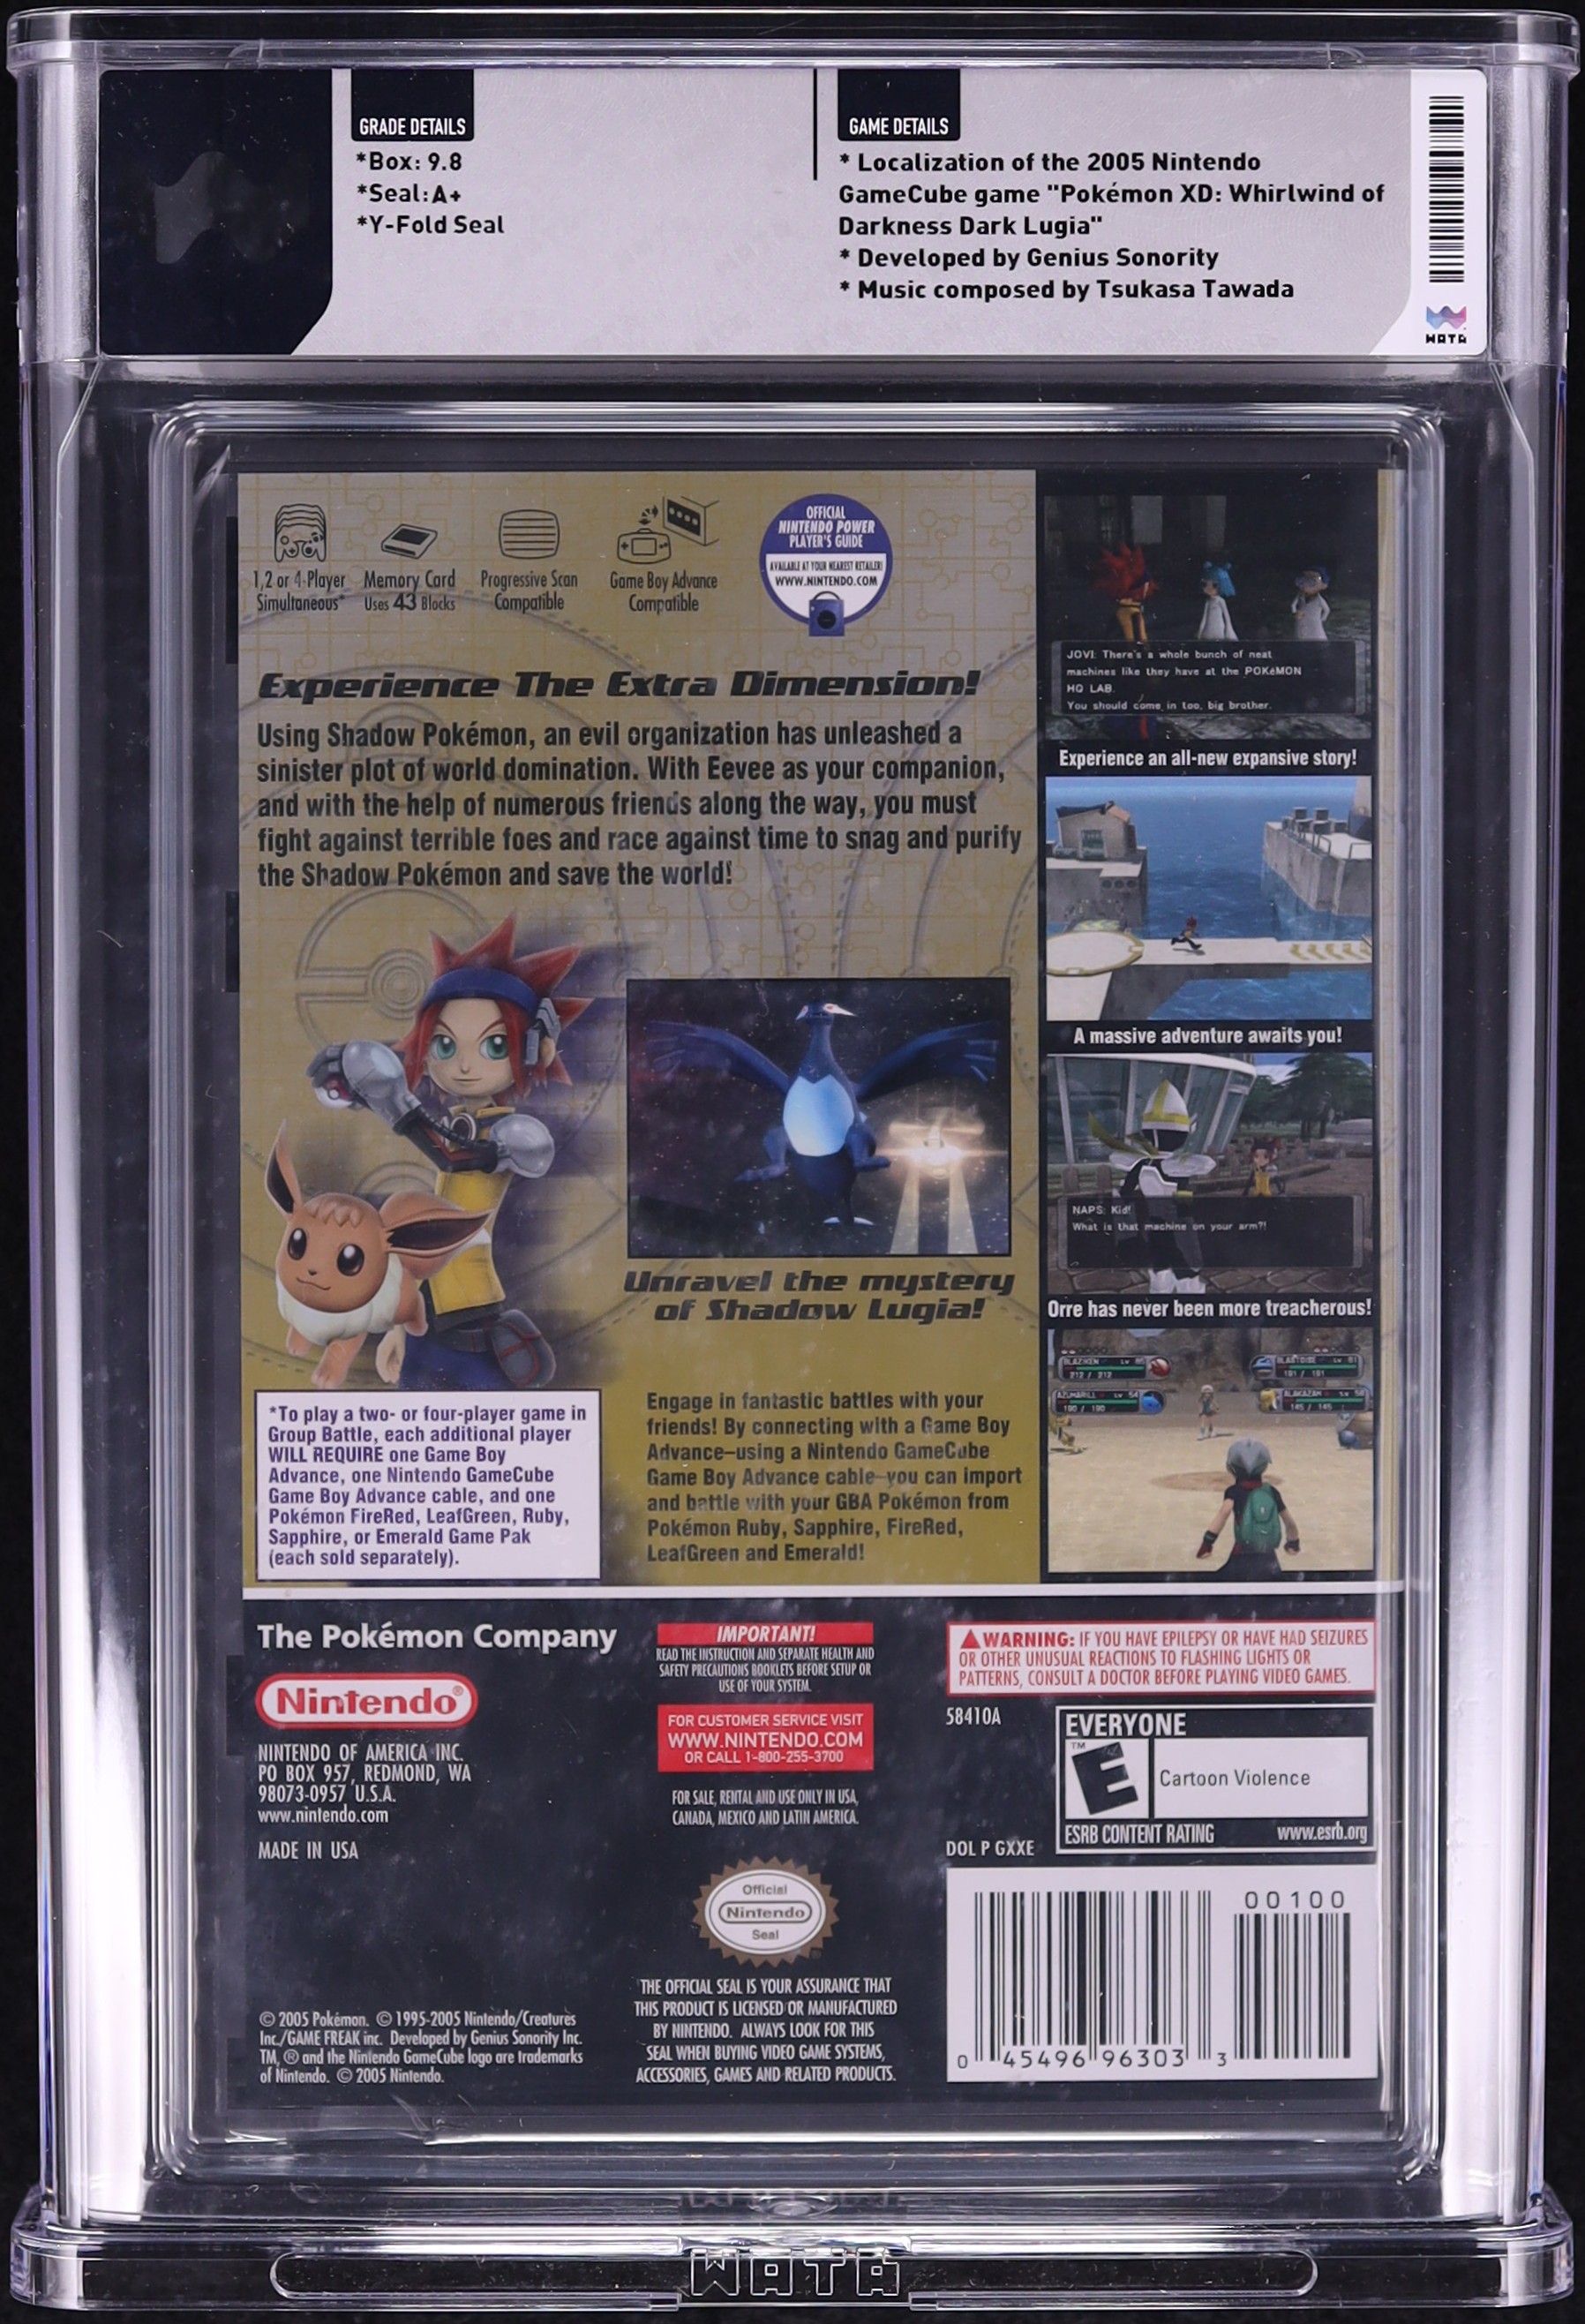 GRADE DETAILS
*Box: 9.8
*Seal: A+
*Y-Fold Seal
GAME DETAILS
* Localization of the 2005 Nintendo
GameCube game "Pokémon XD: Whirlwind of
Darkness Dark Lugia"
* Developed by Genius Sonority
* Music composed by Tsukasa Tawada
WATA
1,2 or 4-Player
Simultaneous*
Memory Card
Uses 43 Blocks
Progressive Scan
Compatible
Game Boy Advance
Compatible
OFFICIAL
NINTENDO POWER
PLAYER'S GUIDE
AVAILABLE AT YOUR NEAREST RETAILER!
WWW.NINTENDO.COM
Experience The Extra Dimension!
Using Shadow Pokémon, an evil organization has unleashed a
sinister plot of world domination. With Eevee as your companion,
and with the help of numerous friends along the way, you must
fight against terrible foes and race against time to snag and purify
the Shadow Pokémon and save the world!
JOVI: There's a whole bunch of neat
machines like they have at the POKéMON
HQ LAB.
You should come in too, big brother.
Experience an all-new expansive story!
A massive adventure awaits you!
NAPS: Kid!
What is that machine on your arm?!
Orre has never been more treacherous!
BLAZIKEN
212 / 212
BLASTOISE
191 / 191
AZUMARILL Lv 54
190 / 190
ALAKAZAM
145 / 145
Unravel the mystery
of Shadow Lugia!
*To play a two- or four-player game in
Group Battle, each additional player
WILL REQUIRE one Game Boy
Advance, one Nintendo GameCube
Game Boy Advance cable, and one
Pokémon FireRed, LeafGreen, Ruby,
Sapphire, or Emerald Game Pak
(each sold separately).
Engage in fantastic battles with your
friends! By connecting with a Game Boy
Advance–using a Nintendo GameCube
Game Boy Advance cable–you can import
and battle with your GBA Pokémon from
Pokémon Ruby, Sapphire, FireRed,
LeafGreen and Emerald!
The Pokémon Company
Nintendo®
NINTENDO OF AMERICA INC.
PO BOX 957, REDMOND, WA
98073-0957 U.S.A.
www.nintendo.com
MADE IN USA
© 2005 Pokémon. © 1995-2005 Nintendo/Creatures
Inc./GAME FREAK inc. Developed by Genius Sonority Inc.
TM, ® and the Nintendo GameCube logo are trademarks
of Nintendo. © 2005 Nintendo.
IMPORTANT!
READ THE INSTRUCTION AND SEPARATE HEALTH AND
SAFETY PRECAUTIONS BOOKLETS BEFORE SETUP OR
USE OF YOUR SYSTEM.
FOR CUSTOMER SERVICE VISIT
WWW.NINTENDO.COM
OR CALL 1-800-255-3700
FOR SALE, RENTAL AND USE ONLY IN USA,
CANADA, MEXICO AND LATIN AMERICA.
Official
Nintendo
Seal
THE OFFICIAL SEAL IS YOUR ASSURANCE THAT
THIS PRODUCT IS LICENSED OR MANUFACTURED
BY NINTENDO. ALWAYS LOOK FOR THIS
SEAL WHEN BUYING VIDEO GAME SYSTEMS,
ACCESSORIES, GAMES AND RELATED PRODUCTS.
WARNING: IF YOU HAVE EPILEPSY OR HAVE HAD SEIZURES
OR OTHER UNUSUAL REACTIONS TO FLASHING LIGHTS OR
PATTERNS, CONSULT A DOCTOR BEFORE PLAYING VIDEO GAMES.
58410A
EVERYONE
E™
Cartoon Violence
ESRB CONTENT RATING www.esrb.org
DOL P GXXE
00100
0 45496 96303 3
WATA